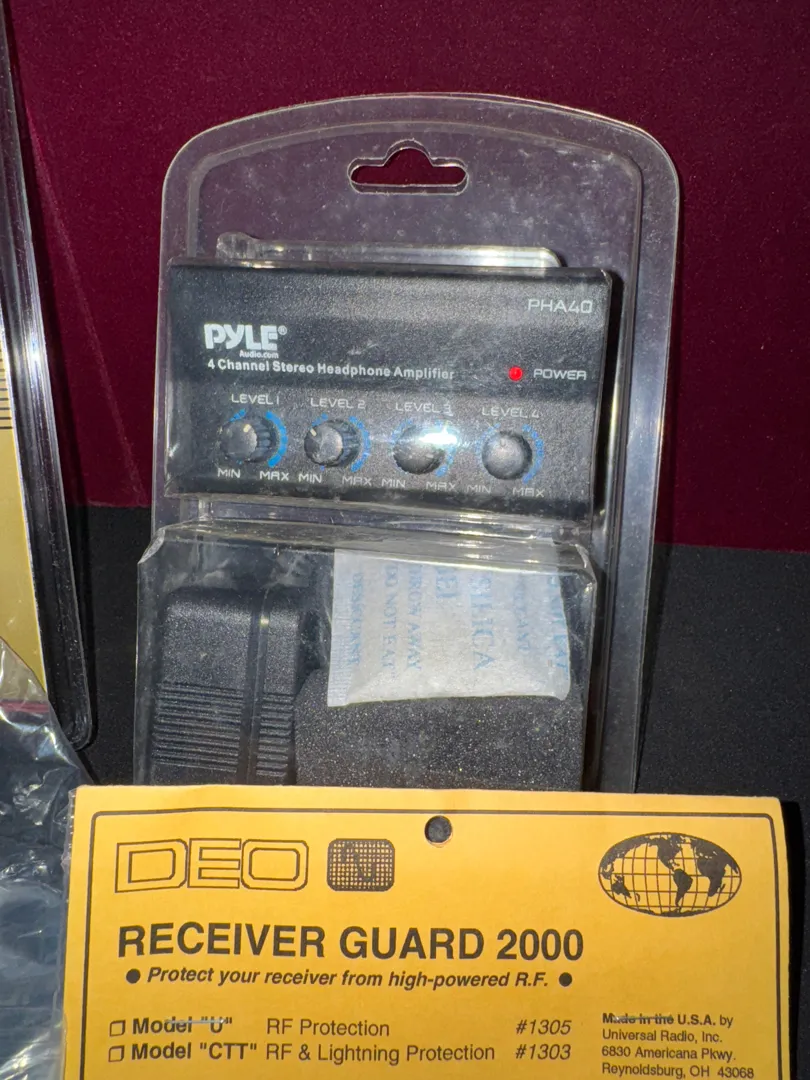 PHA40
PYLE®
Audio.com
4 Channel Stereo Headphone Amplifier
POWER
LEVEL 1 LEVEL 2 LEVEL 3 LEVEL 4
MIN MAX MIN MAX MIN MAX MIN MAX
SILICA
THROW AWAY
"DO NOT EAT"
DESICCANT
DEO
RECEIVER GUARD 2000
● Protect your receiver from high-powered R.F. ●
Model "U" RF Protection #1305
Model "CTT" RF & Lightning Protection #1303
Made in the U.S.A. by
Universal Radio, Inc.
6830 Americana Pkwy.
Reynoldsburg, OH 43068